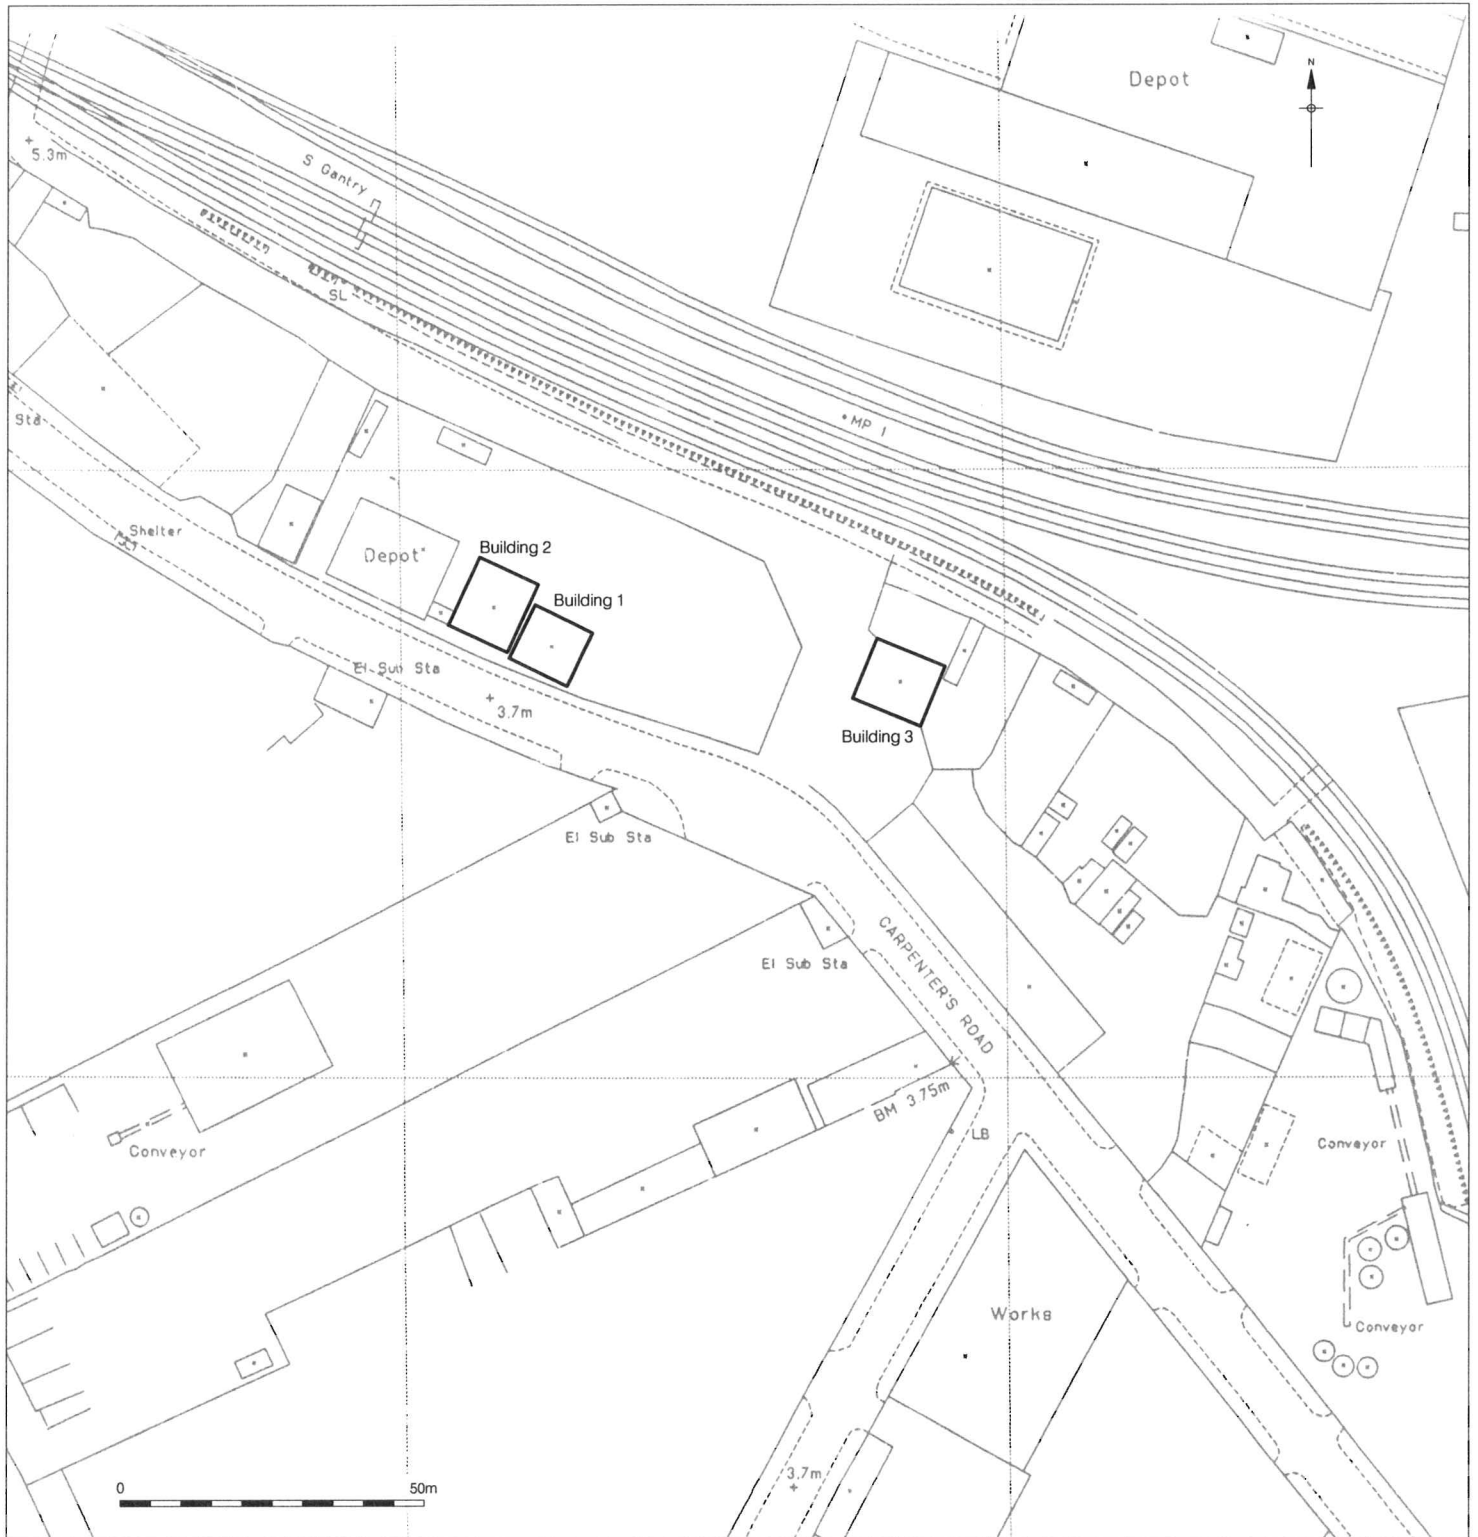 Depot
N
5.3m
S Gantry
SL
MP 1
Sta
Shelter
Depot
Building 2
Building 1
El Sub Sta
3.7m
Building 3
El Sub Sta
El Sub Sta
CARPENTER'S ROAD
BM 3.75m
LB
Conveyor
Conveyor
Works
Conveyor
3.7m
0 50m